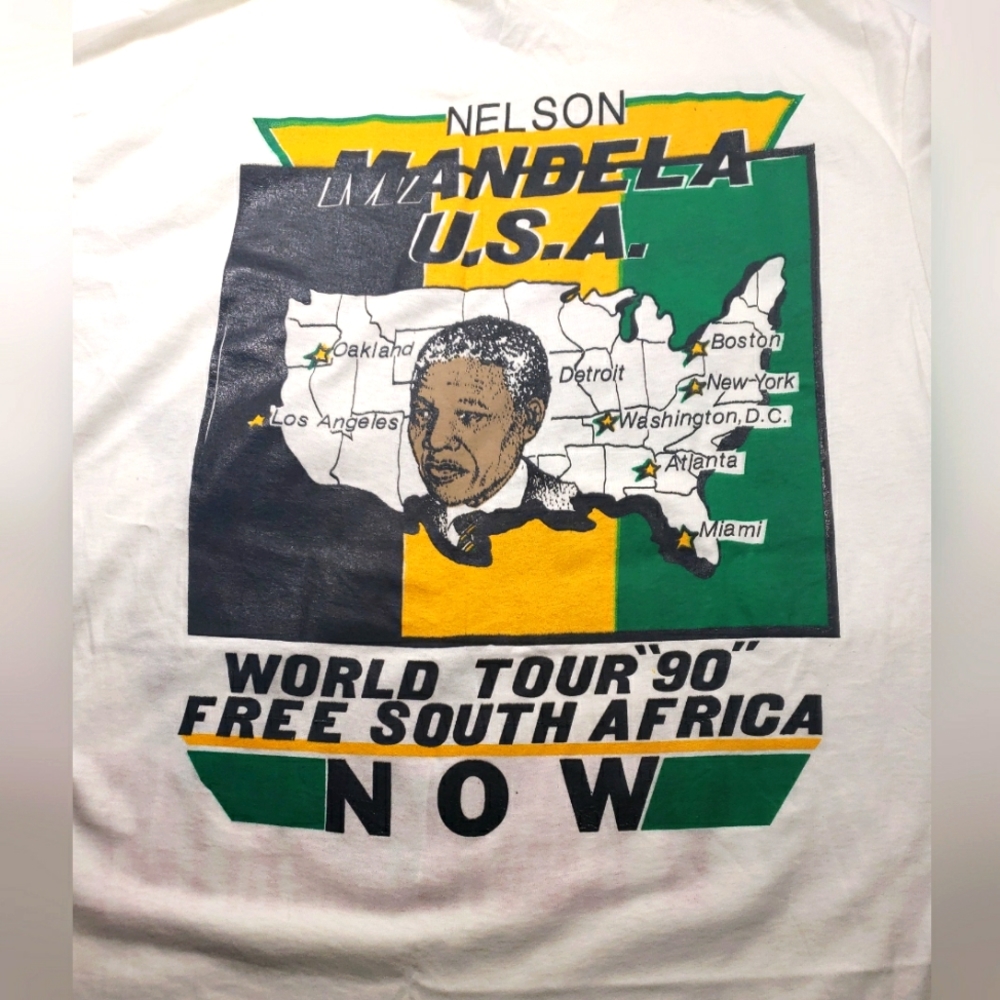 NELSON
MANDELA
U.S.A.
Oakland
Boston
Detroit
New-York
Los Angeles
Washington, D.C.
Atlanta
Miami
WORLD TOUR "90"
FREE SOUTH AFRICA
NOW